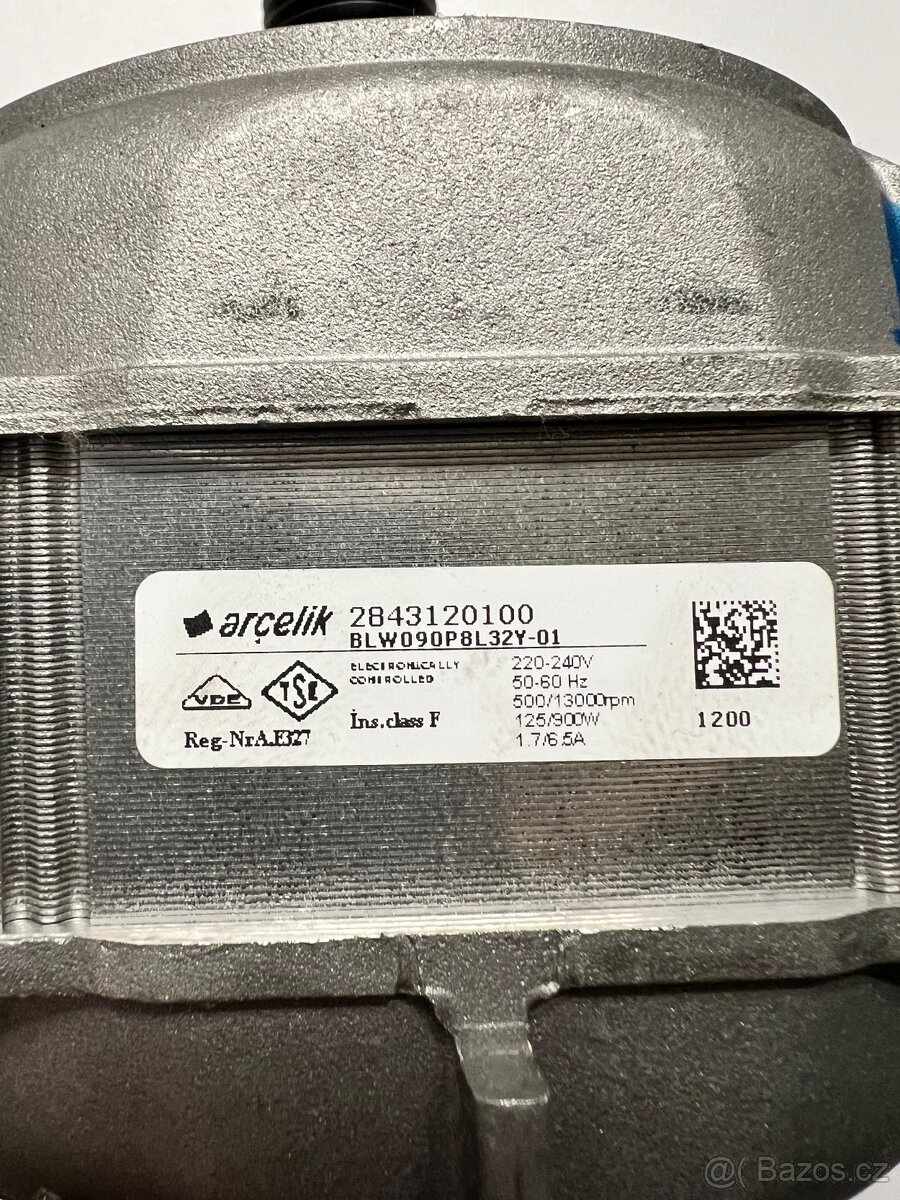 arçelik 2843120100
BLW090P8L32Y-01
ELECTRONICALLY
CONTROLLED
220-240V
50-60 Hz
500/13000rpm
125/900W
1.7/6.5A
VDE
TSE
Ins.class F
Reg-Nr.A.F327
1200
@( Bazos.cz